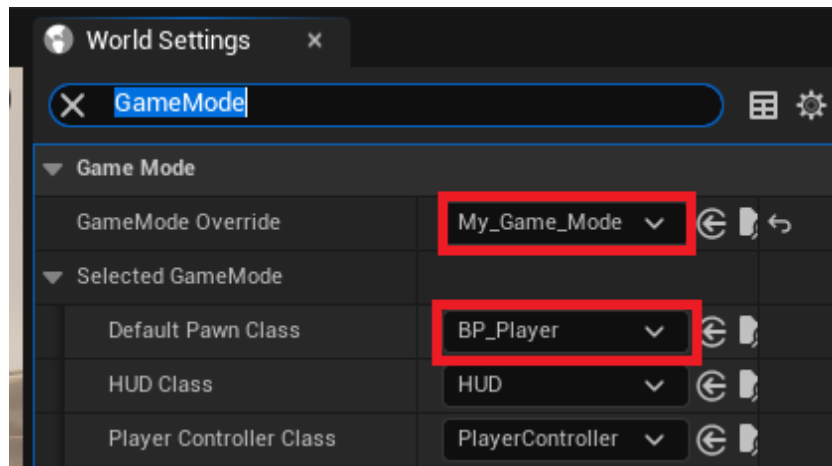 World Settings
GameMode
Game Mode
GameMode Override My_Game_Mode
Selected GameMode
Default Pawn Class BP_Player
HUD Class HUD
Player Controller Class PlayerController